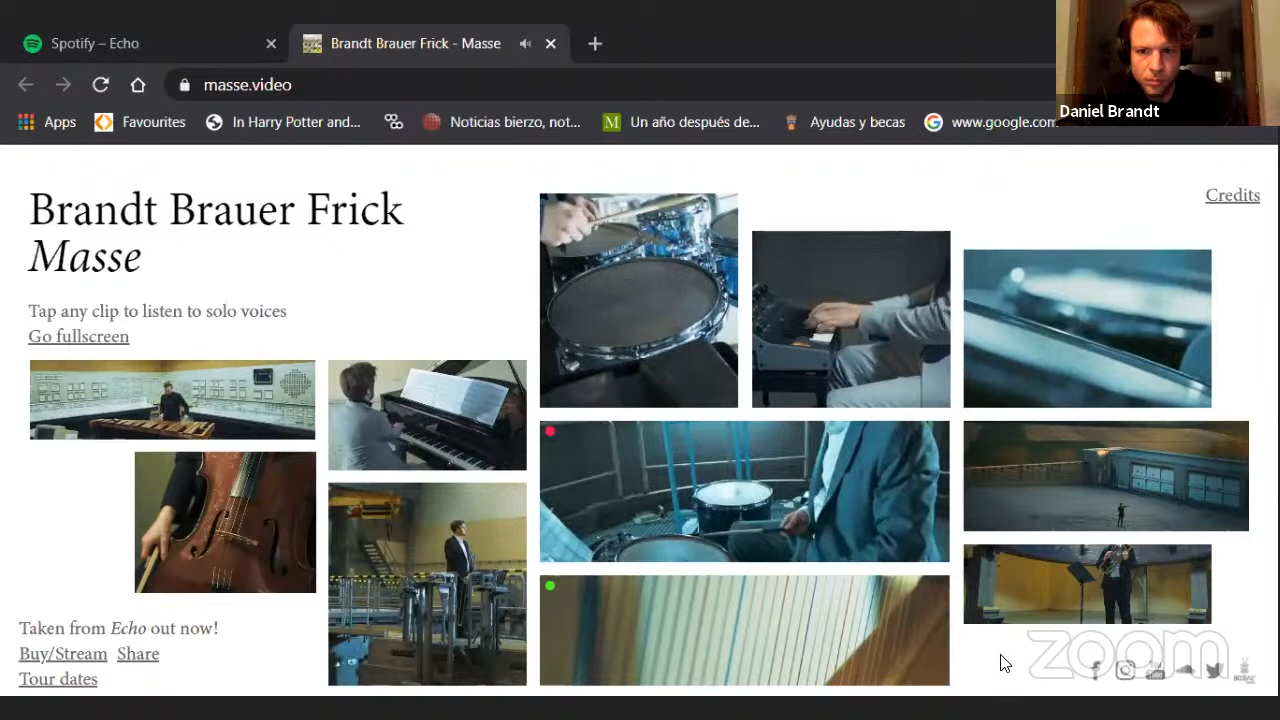 Spotify – Echo
Brandt Brauer Frick - Masse
masse.video
Apps
Favourites
In Harry Potter and...
Noticias bierzo, not...
M
Un año después de...
Ayudas y becas
www.google.com
Daniel Brandt
Brandt Brauer Frick
Masse
Credits
Tap any clip to listen to solo voices
Go fullscreen
Taken from Echo out now!
Buy/Stream Share
Tour dates
zoom